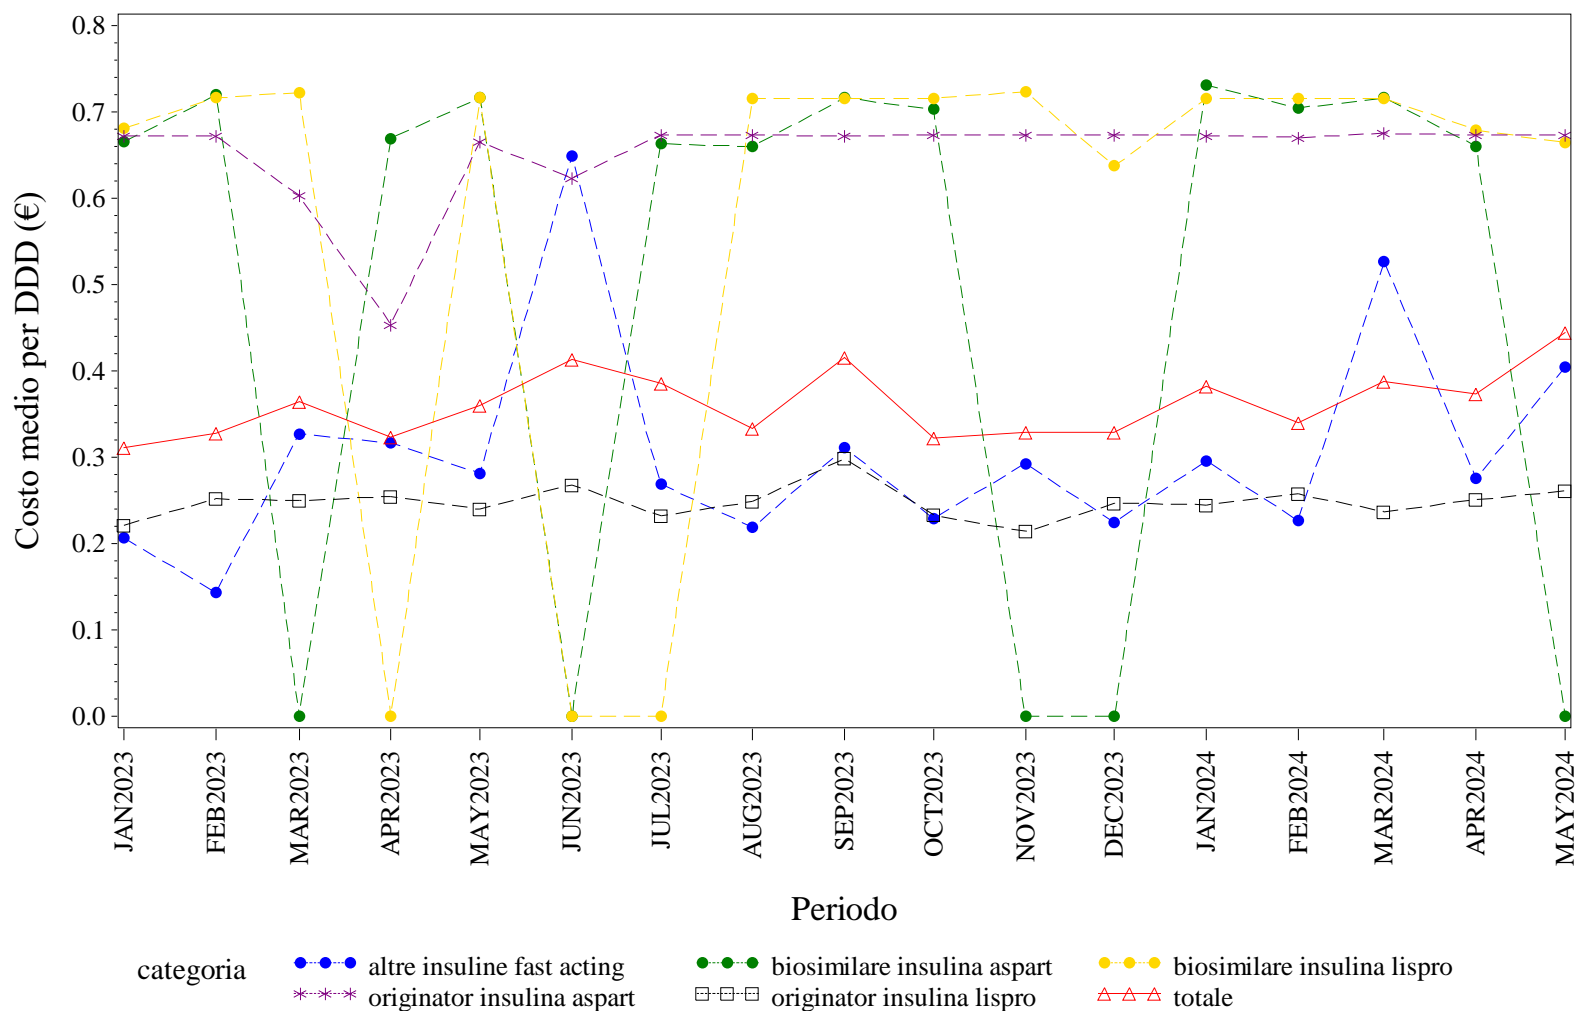 Costo medio per DDD (€)
0.8
0.7
0.6
0.5
0.4
0.3
0.2
0.1
0.0
JAN2023
FEB2023
MAR2023
APR2023
MAY2023
JUN2023
JUL2023
AUG2023
SEP2023
OCT2023
NOV2023
DEC2023
JAN2024
FEB2024
MAR2024
APR2024
MAY2024
Periodo
categoria
altre insuline fast acting
biosimilare insulina aspart
biosimilare insulina lispro
originator insulina aspart
originator insulina lispro
totale